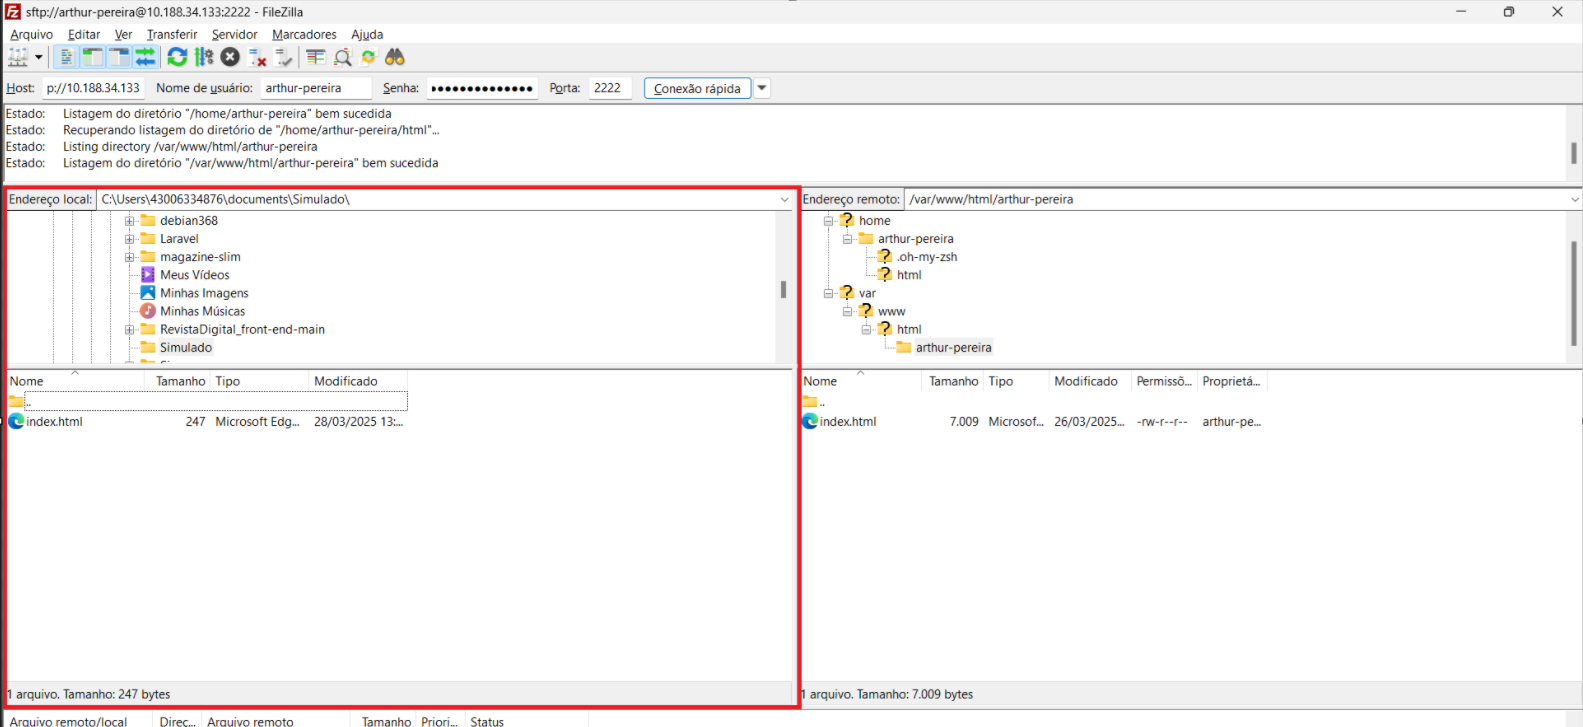 sftp://arthur-pereira@10.188.34.133:2222 - FileZilla
Arquivo Editar Ver Transferir Servidor Marcadores Ajuda
Host: p://10.188.34.133 Nome de usuário: arthur-pereira Senha: ●●●●●●●●●●●●●●● Porta: 2222 Conexão rápida
Estado: Listagem do diretório "/home/arthur-pereira" bem sucedida
Estado: Recuperando listagem do diretório de "/home/arthur-pereira/html"...
Estado: Listing directory /var/www/html/arthur-pereira
Estado: Listagem do diretório "/var/www/html/arthur-pereira" bem sucedida
Endereço local: C:\Users\43006334876\documents\Simulado\
debian368
Laravel
magazine-slim
Meus Vídeos
Minhas Imagens
Minhas Músicas
RevistaDigital_front-end-main
Simulado
Nome Tamanho Tipo Modificado
..
index.html 247 Microsoft Edg... 28/03/2025 13:...
1 arquivo. Tamanho: 247 bytes
Endereço remoto: /var/www/html/arthur-pereira
home
arthur-pereira
.oh-my-zsh
html
var
www
html
arthur-pereira
Nome Tamanho Tipo Modificado Permissõ... Proprietá...
..
index.html 7.009 Microsof... 26/03/2025... -rw-r--r-- arthur-pe...
1 arquivo. Tamanho: 7.009 bytes
Arquivo remoto/local Direc... Arquivo remoto Tamanho Priori... Status